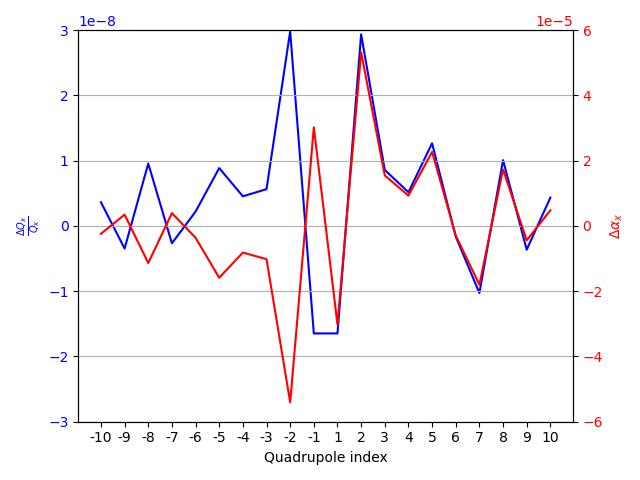 1e−8
1e−5
3
2
1
0
−1
−2
−3
6
4
2
0
−2
−4
−6
ΔQx
Qx
Δαx
-10 -9 -8 -7 -6 -5 -4 -3 -2 -1 1 2 3 4 5 6 7 8 9 10
Quadrupole index